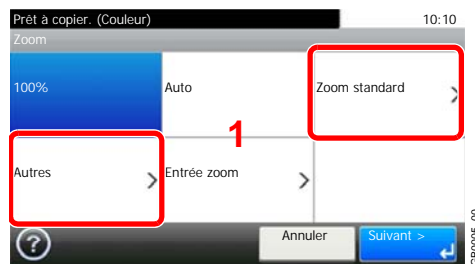 Prêt à copier. (Couleur) 10:10
Zoom
100% Auto Zoom standard
1
Autres Entrée zoom
? Annuler Suivant >